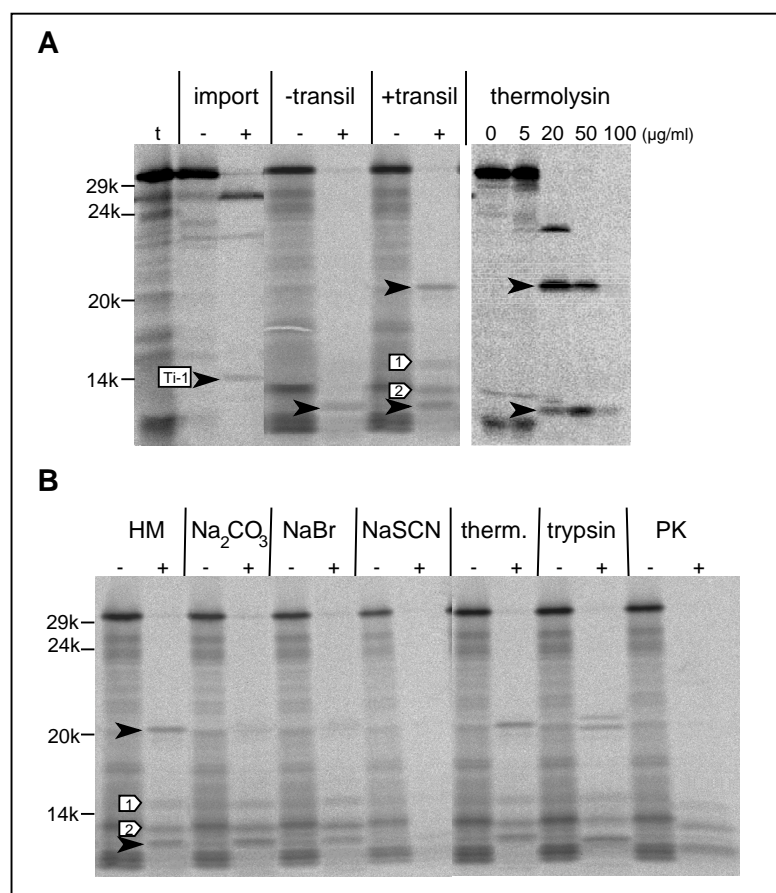 A
import -transil +transil thermolysin
t - + - + - + 0 5 20 50 100 (µg/ml)
29k
24k
20k
1
Ti-1
14k
2
B
HM Na2CO3 NaBr NaSCN therm. trypsin PK
- + - + - + - + - + - + - +
29k
24k
20k
1
14k
2